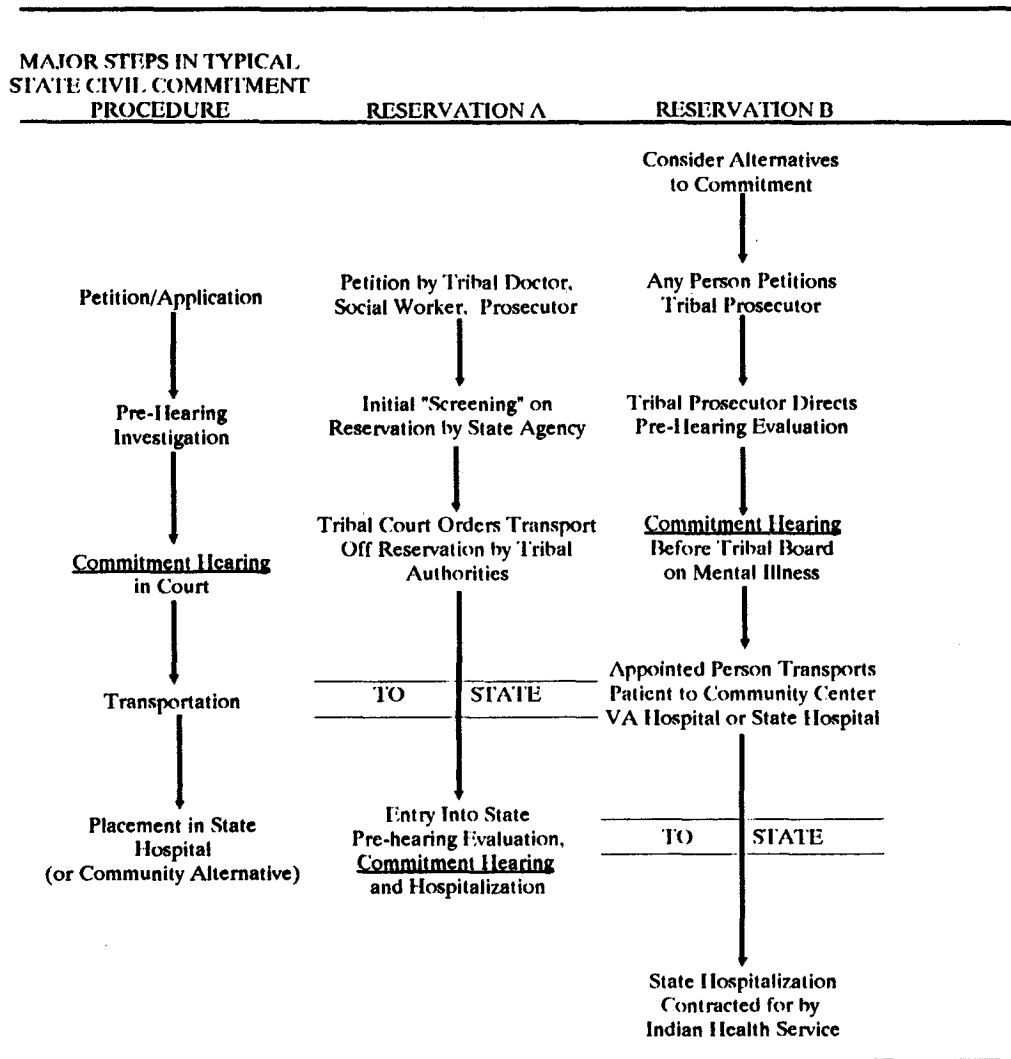 MAJOR STEPS IN TYPICAL
STATE CIVIL COMMITMENT
PROCEDURE
RESERVATION A
RESERVATION B
Petition/Application
Pre-Hearing
Investigation
Commitment Hearing
in Court
Transportation
Placement in State
Hospital
(or Community Alternative)
Petition by Tribal Doctor,
Social Worker, Prosecutor
Initial "Screening" on
Reservation by State Agency
Tribal Court Orders Transport
Off Reservation by Tribal
Authorities
TO STATE
Entry Into State
Pre-hearing Evaluation,
Commitment Hearing
and Hospitalization
Consider Alternatives
to Commitment
Any Person Petitions
Tribal Prosecutor
Tribal Prosecutor Directs
Pre-Hearing Evaluation
Commitment Hearing
Before Tribal Board
on Mental Illness
Appointed Person Transports
Patient to Community Center
VA Hospital or State Hospital
TO STATE
State Hospitalization
Contracted for by
Indian Health Service